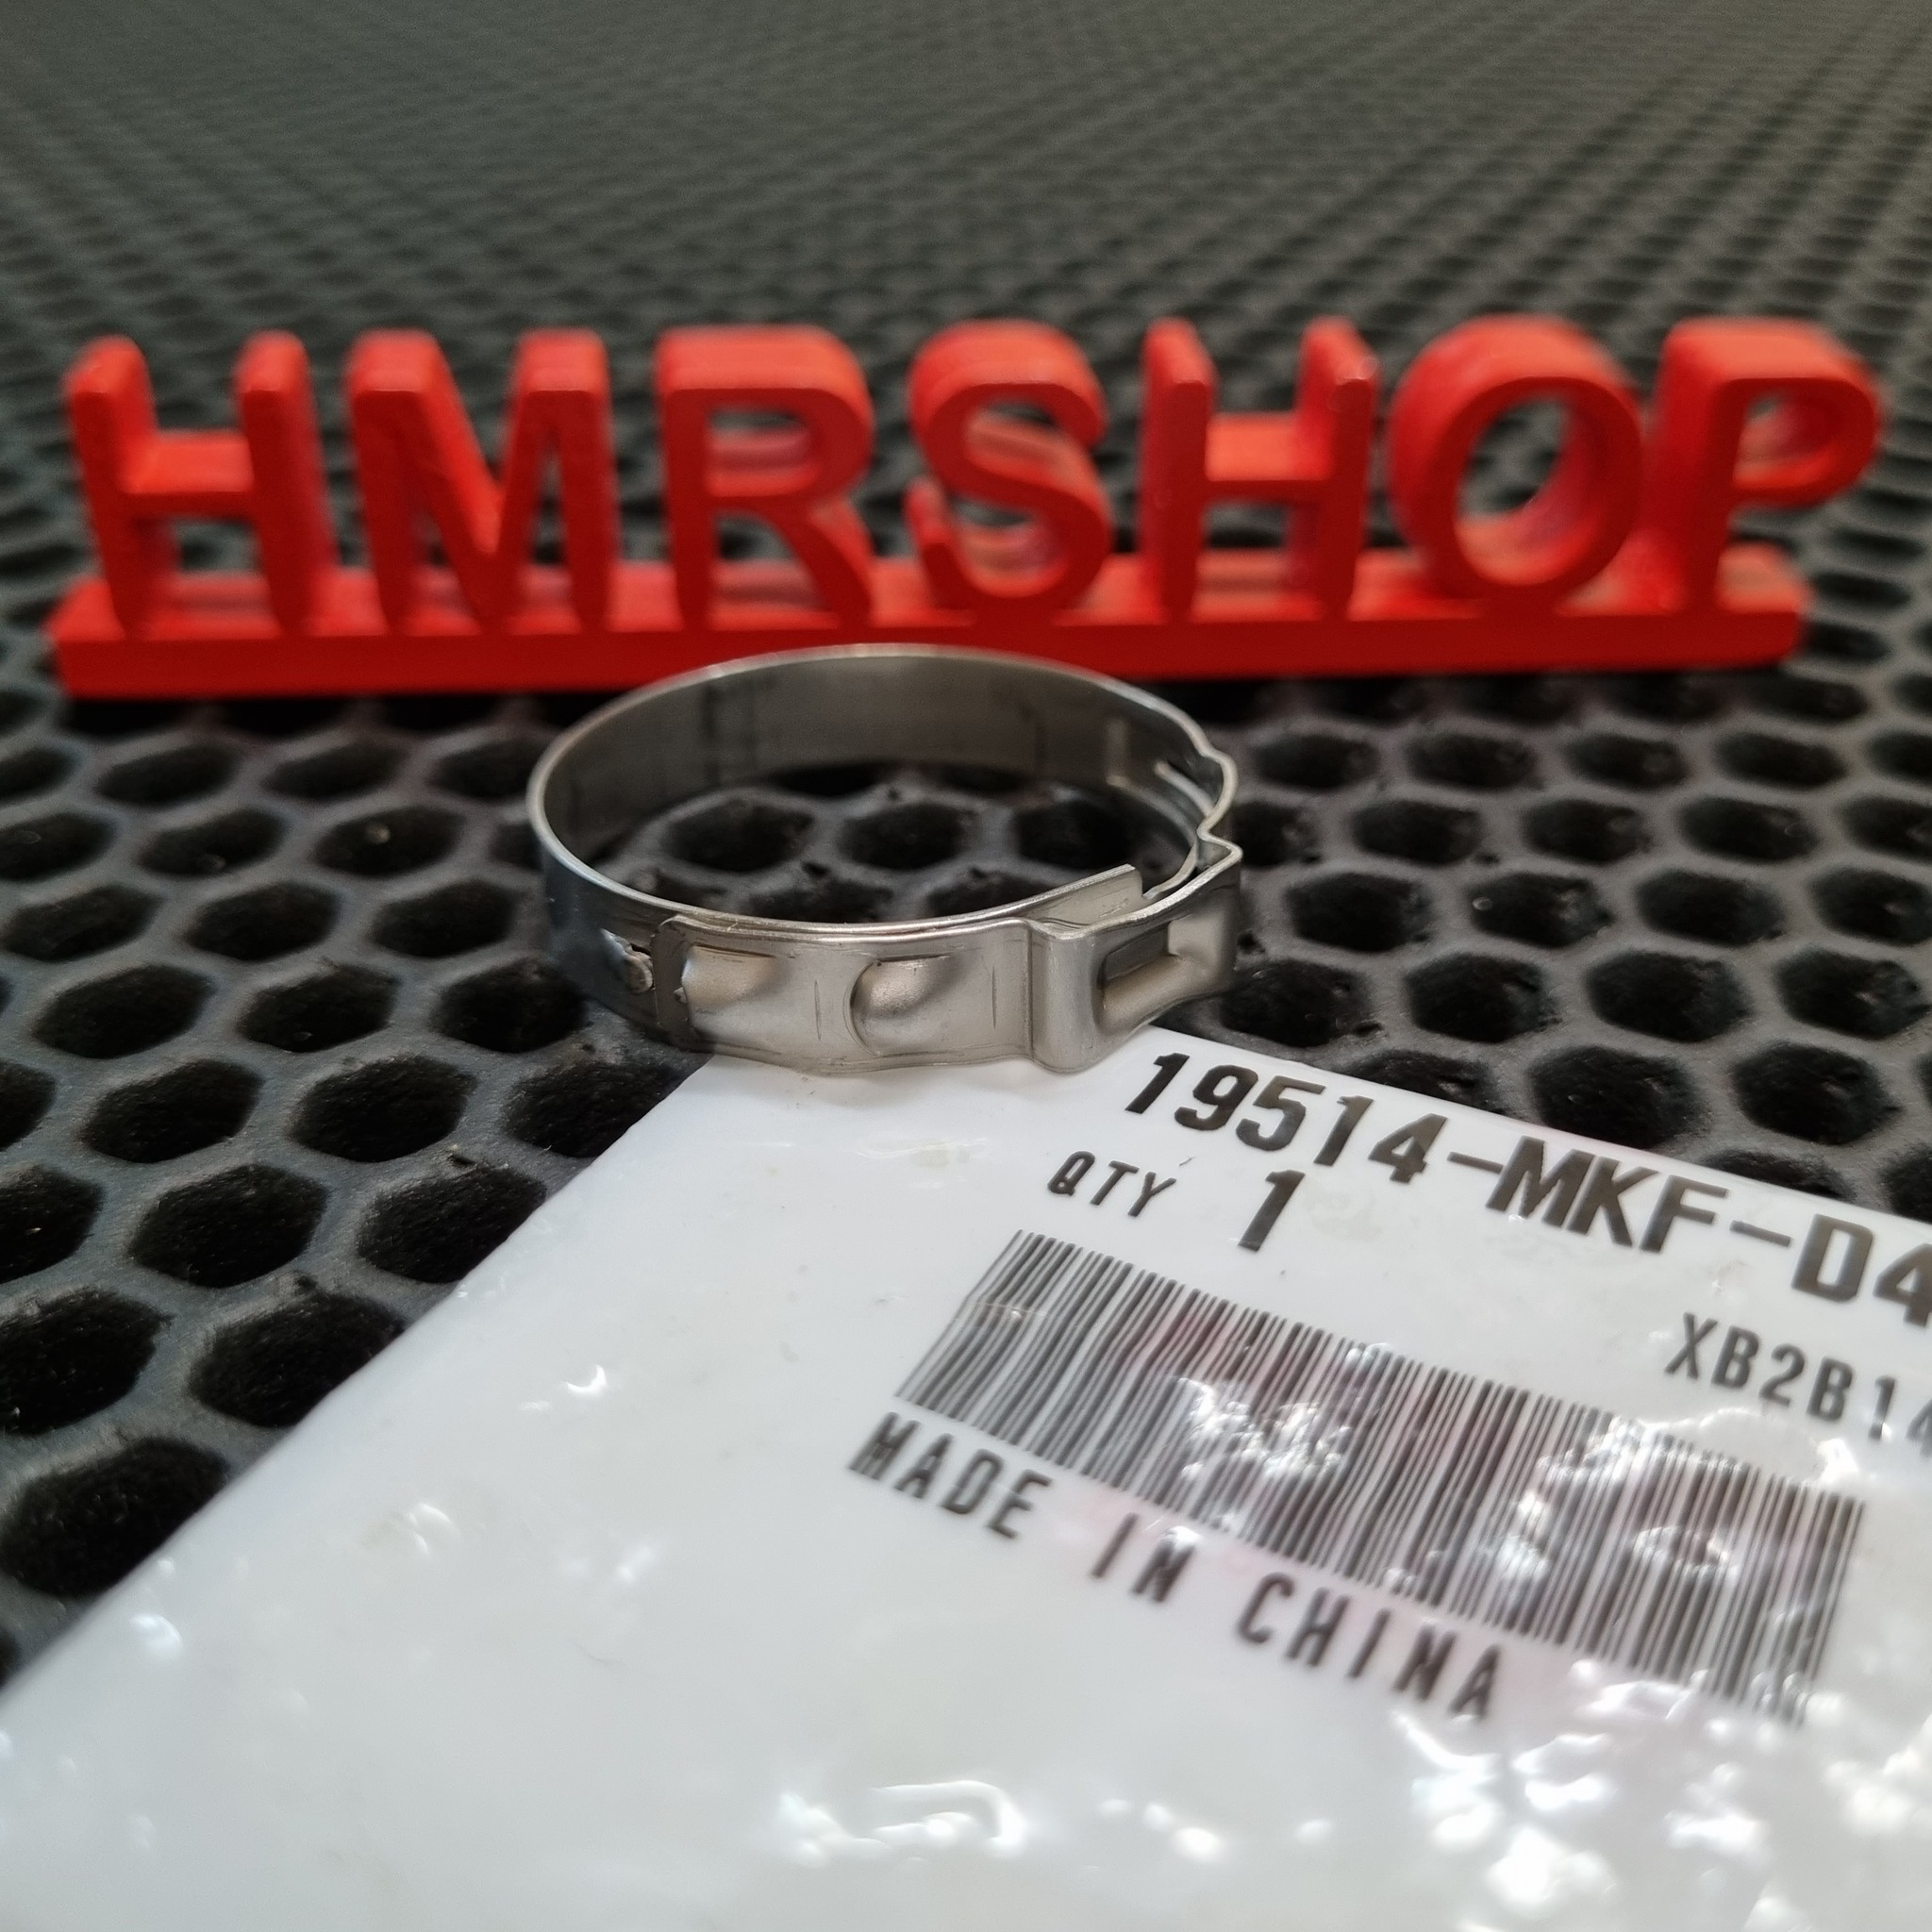 HMRSHOP
19514-MKF-D4
QTY 1
XB2B14
MADE IN CHINA